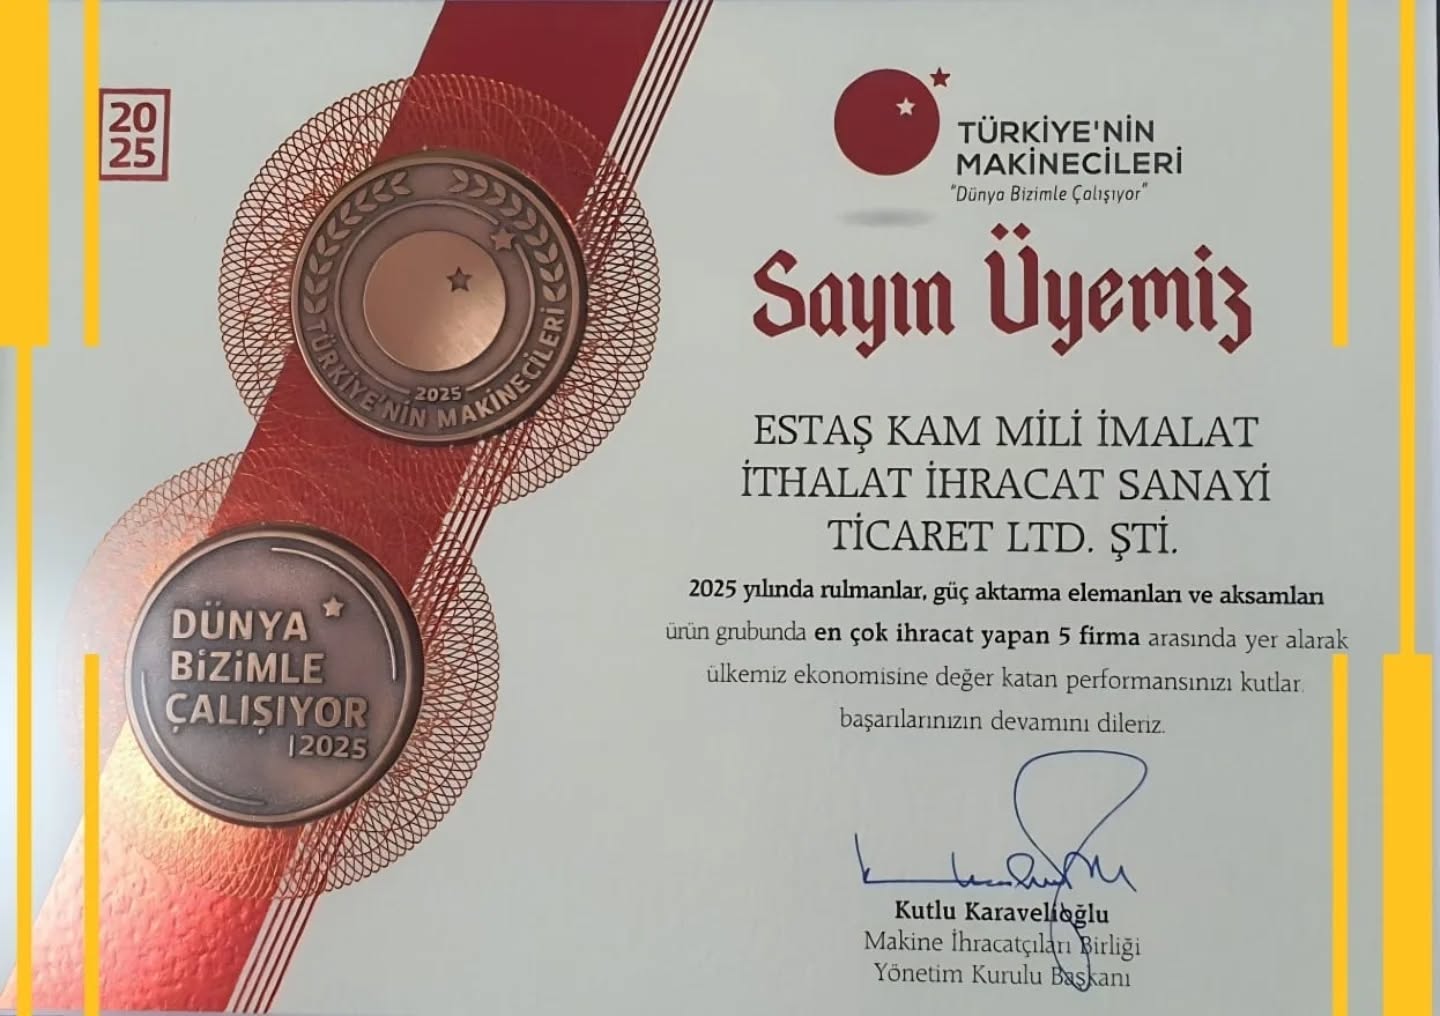 20
25
TÜRKİYE'NİN
MAKİNECİLERİ
"Dünya Bizimle Çalışıyor"
Sayın Üyemiz
ESTAŞ KAM MİLİ İMALAT
İTHALAT İHRACAT SANAYİ
TİCARET LTD. ŞTİ.
2025 yılında rulmanlar, güç aktarma elemanları ve aksamları
ürün grubunda en çok ihracat yapan 5 firma arasında yer alarak
ülkemiz ekonomisine değer katan performansınızı kutlar,
başarılarınızın devamını dileriz.
Kutlu Karavelioğlu
Makine İhracatçıları Birliği
Yönetim Kurulu Başkanı
2025
TÜRKİYE'NİN MAKİNECİLERİ
DÜNYA
BİZİMLE
ÇALIŞIYOR
|2025